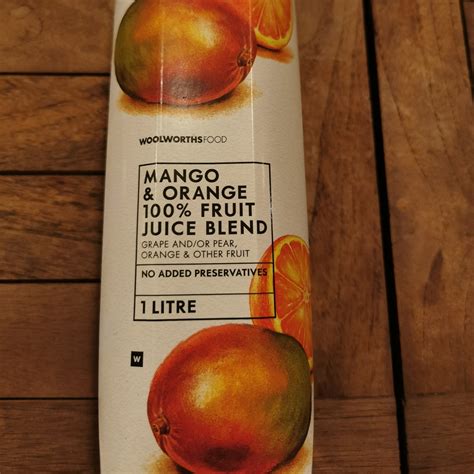 WOOLWORTHSFOOD
MANGO
& ORANGE
100% FRUIT
JUICE BLEND
GRAPE AND/OR PEAR,
ORANGE & OTHER FRUIT
NO ADDED PRESERVATIVES
1 LITRE
W